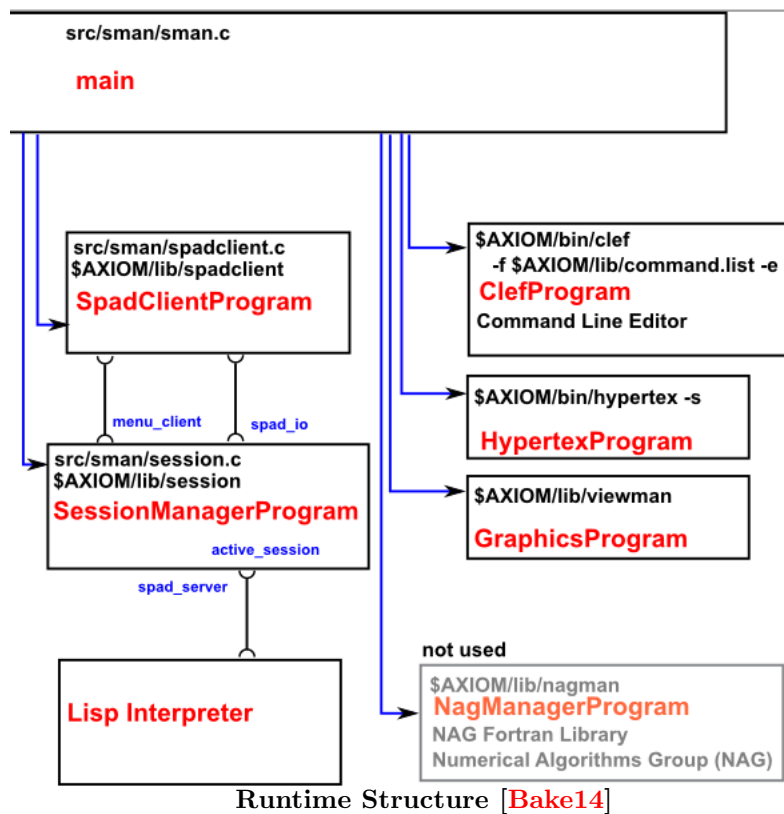 src/sman/sman.c
main
src/sman/spadclient.c
$AXIOM/lib/spadclient
SpadClientProgram
menu_client
spad_io
src/sman/session.c
$AXIOM/lib/session
SessionManagerProgram
active_session
spad_server
Lisp Interpreter
$AXIOM/bin/clef
-f $AXIOM/lib/command.list -e
ClefProgram
Command Line Editor
$AXIOM/bin/hypertex -s
HypertexProgram
$AXIOM/lib/viewman
GraphicsProgram
not used
$AXIOM/lib/nagman
NagManagerProgram
NAG Fortran Library
Numerical Algorithms Group (NAG)
Runtime Structure [Bake14]